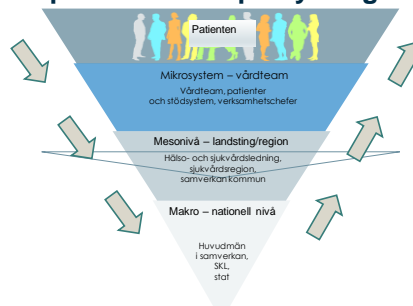 Patienten
Mikrosystem – vårdteam
Vårdteam, patienter
och stödsystem, verksamhetschefer
Mesonivå – landsting/region
Hälso- och sjukvårdsledning,
sjukvårdsregion,
samverkan kommun
Makro – nationell nivå
Huvudmän
i samverkan,
SKL,
stat